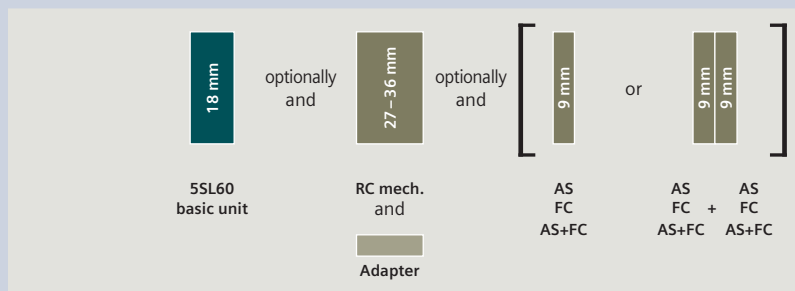 18 mm
optionally
and
27 – 36 mm
optionally
and
9 mm
or
9 mm
9 mm
5SL60
basic unit
RC mech.
and
Adapter
AS
FC
AS+FC
AS AS
FC + FC
AS+FC AS+FC